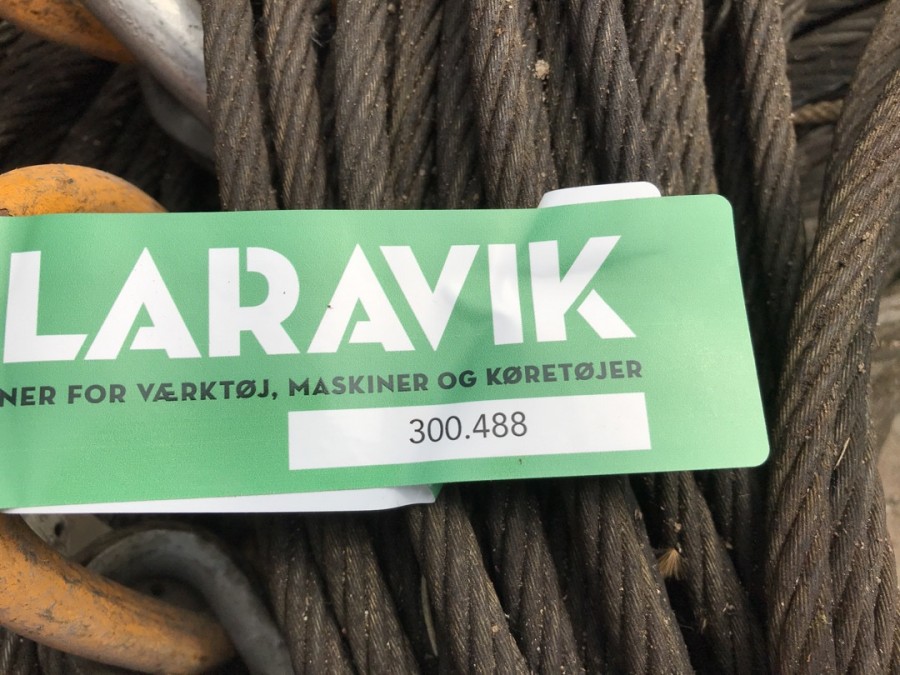 LARAVIK
NER FOR VÆRKTØJ, MASKINER OG KØRETØJER
300.488